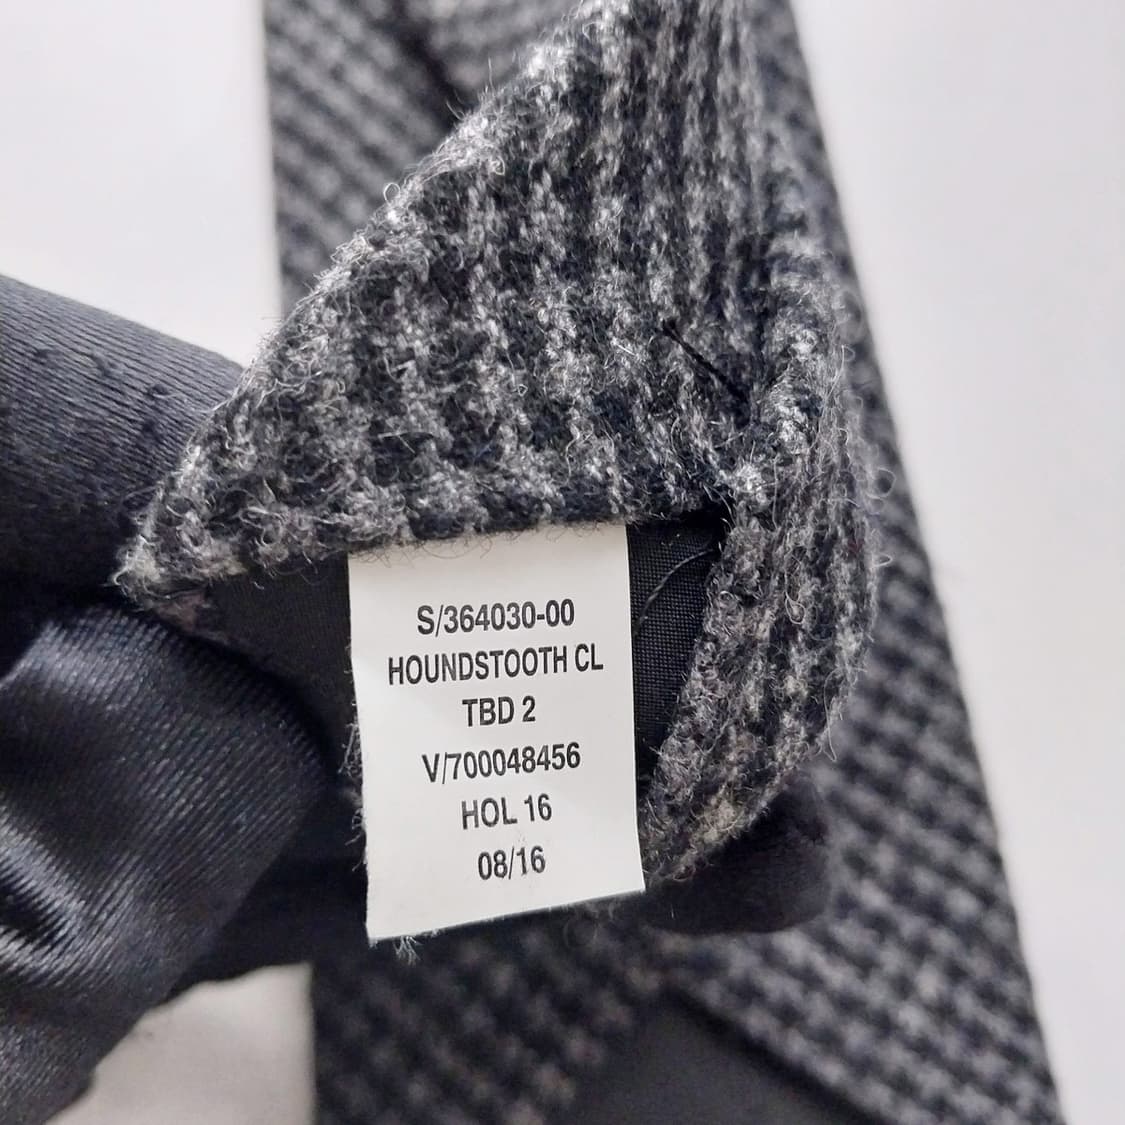 S/364030-00
HOUNDSTOOTH CL
TBD 2
V/700048456
HOL 16
08/16